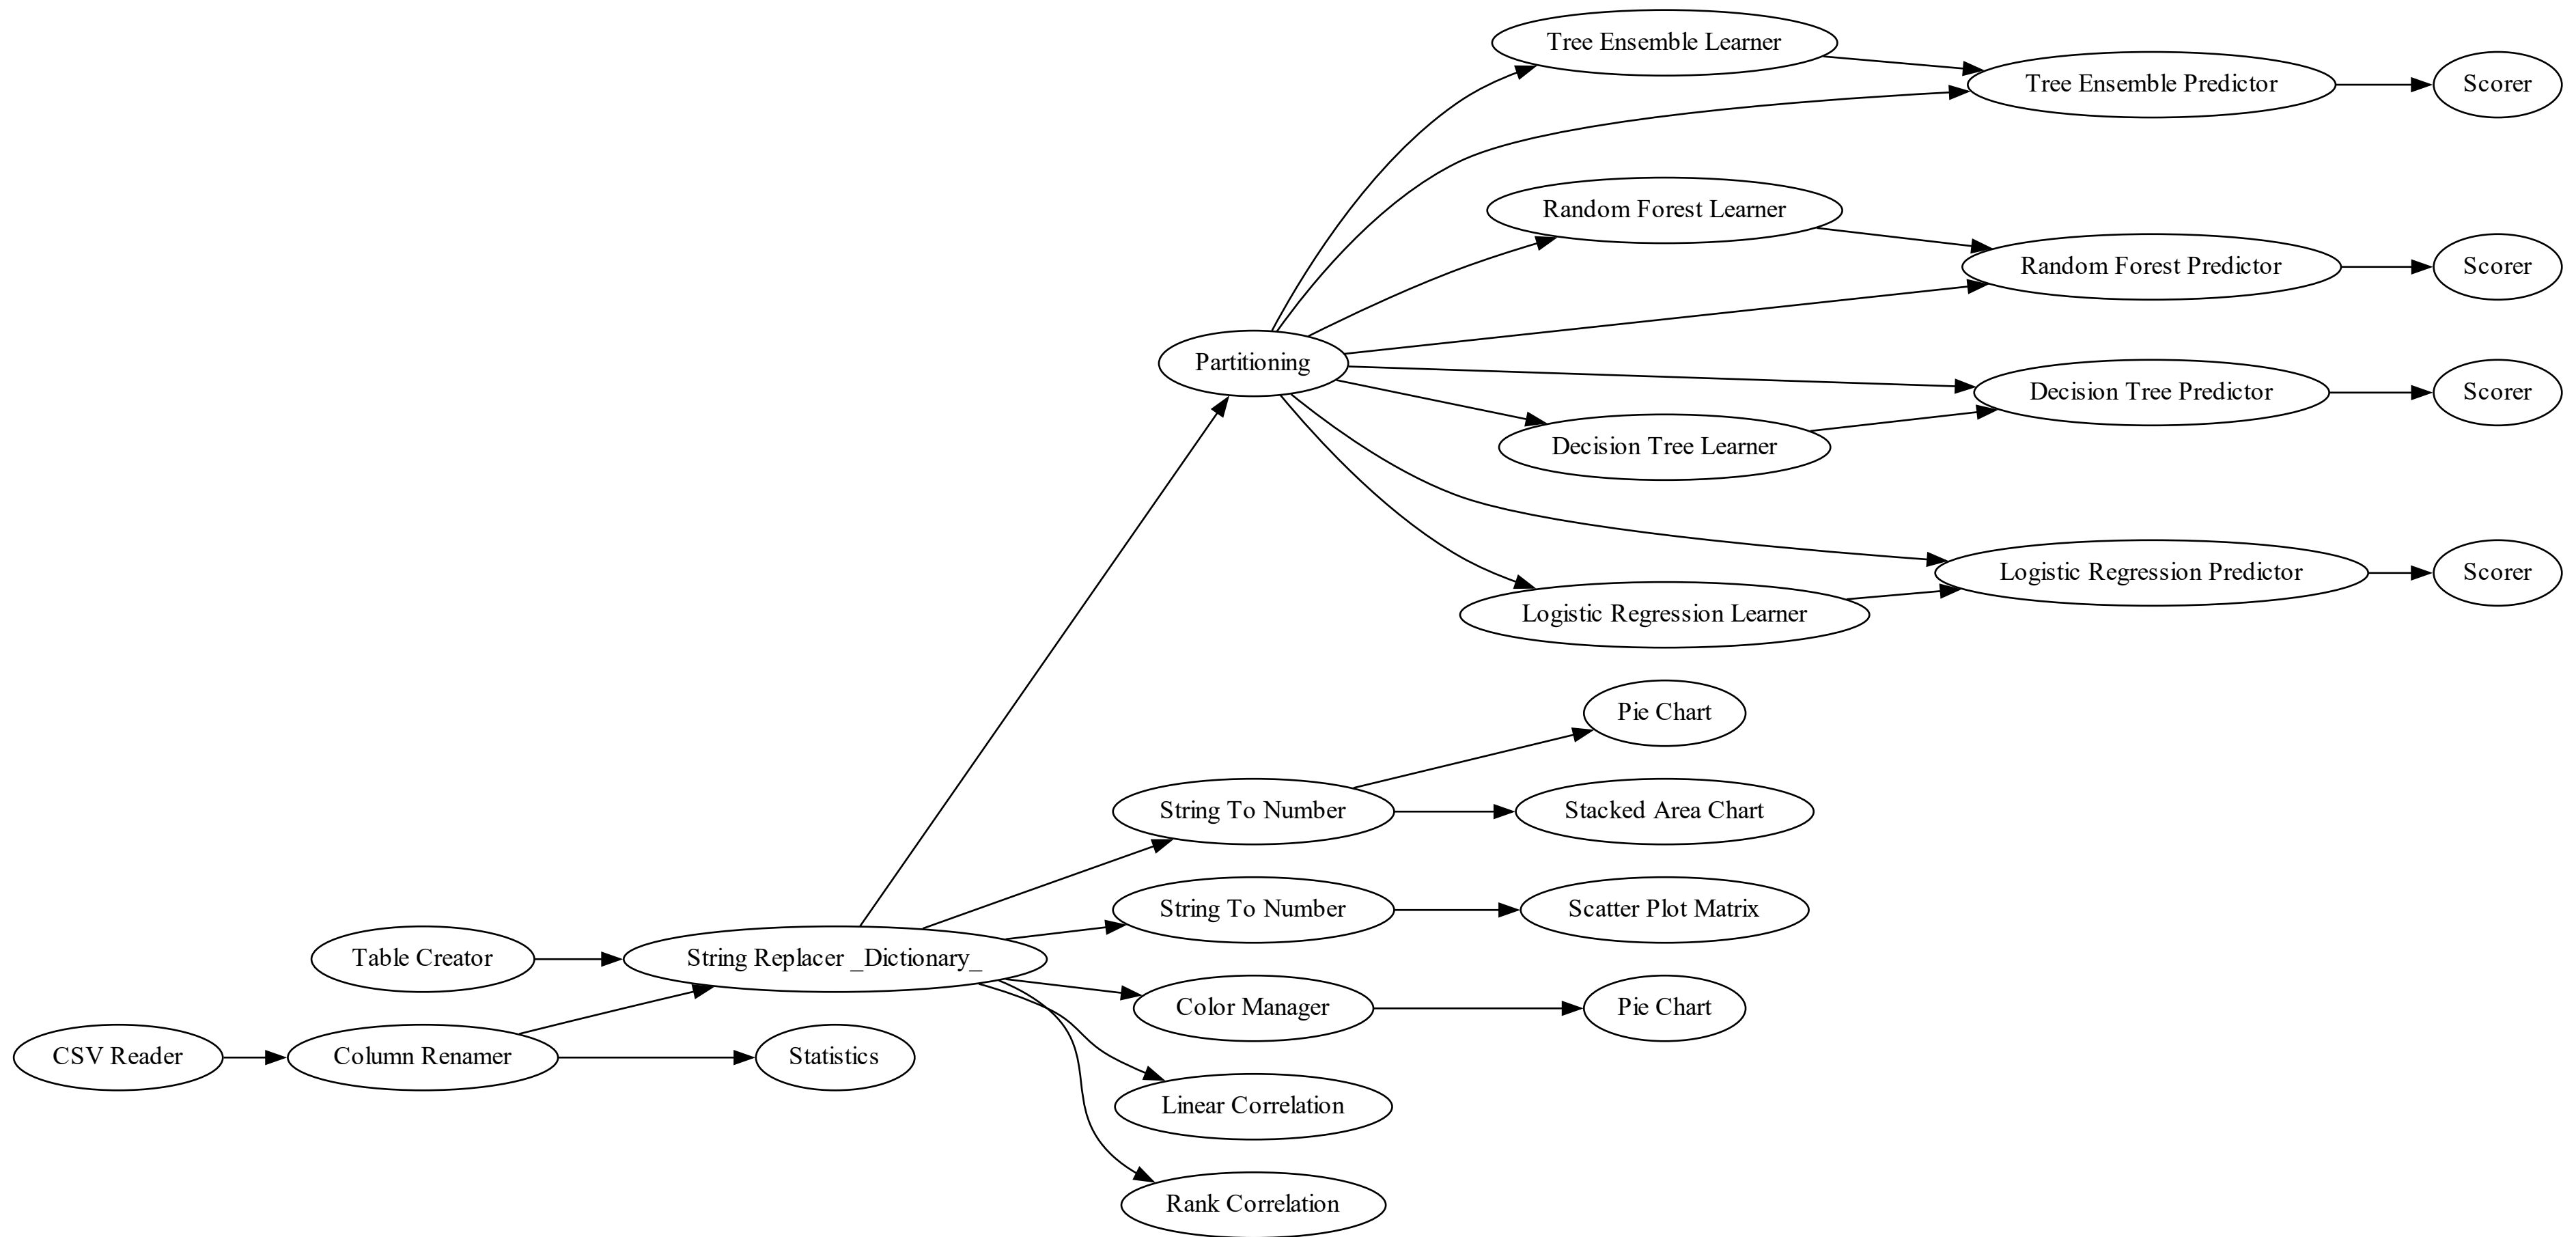 Tree Ensemble Learner
Tree Ensemble Predictor
Scorer
Random Forest Learner
Random Forest Predictor
Scorer
Partitioning
Decision Tree Predictor
Scorer
Decision Tree Learner
Logistic Regression Predictor
Scorer
Logistic Regression Learner
Pie Chart
String To Number
Stacked Area Chart
String To Number
Scatter Plot Matrix
Table Creator
String Replacer _Dictionary_
Color Manager
Pie Chart
CSV Reader
Column Renamer
Statistics
Linear Correlation
Rank Correlation